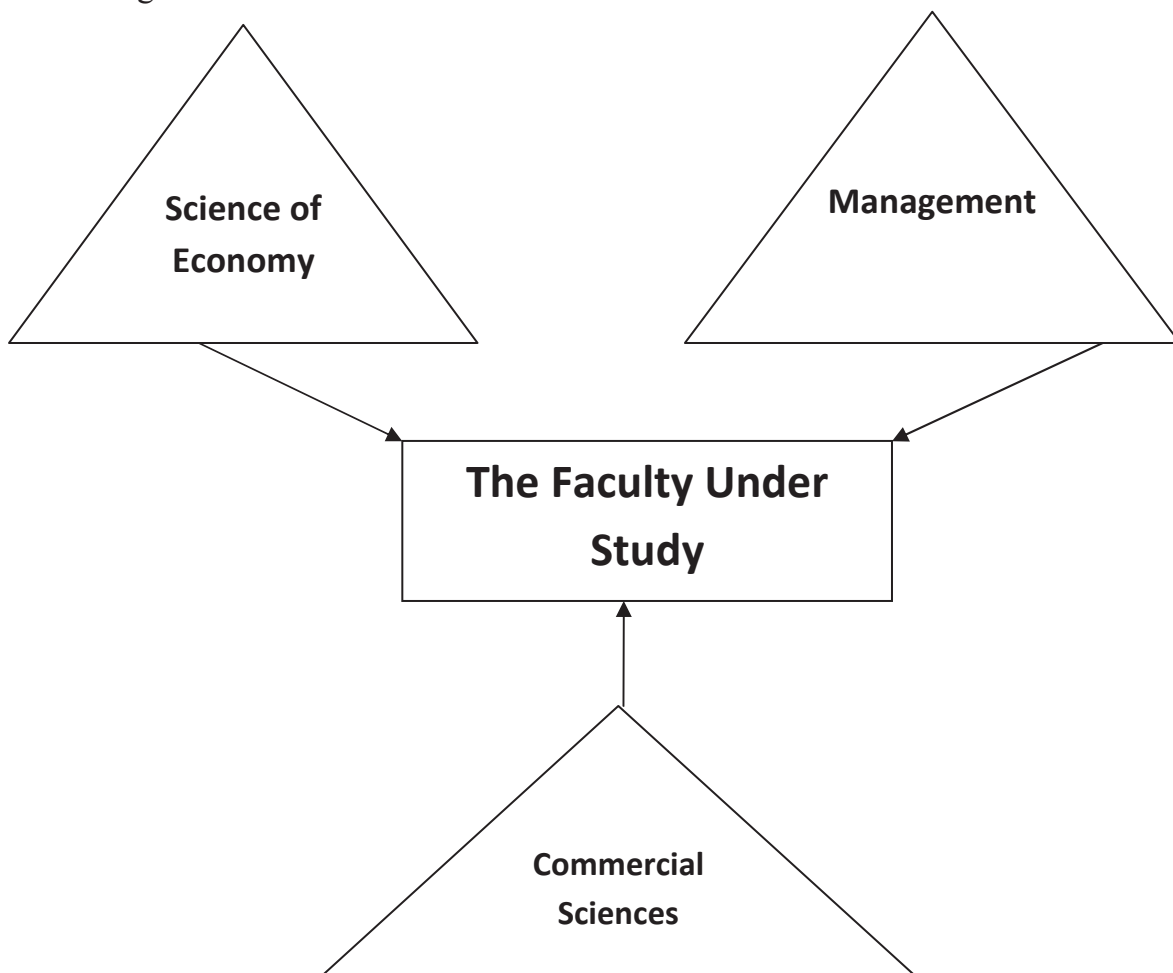 Science of
Economy
Management
The Faculty Under
Study
Commercial
Sciences